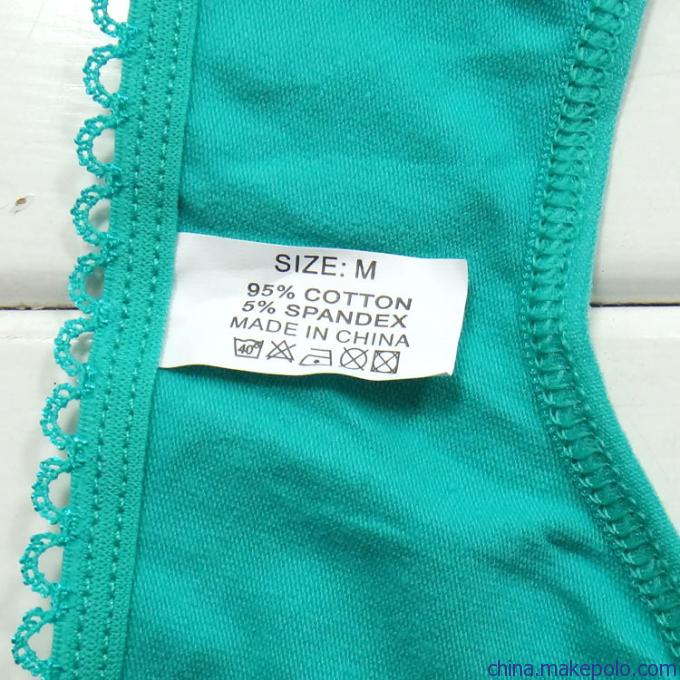 SIZE: M
95% COTTON
5% SPANDEX
MADE IN CHINA
40°
china.makepolo.com